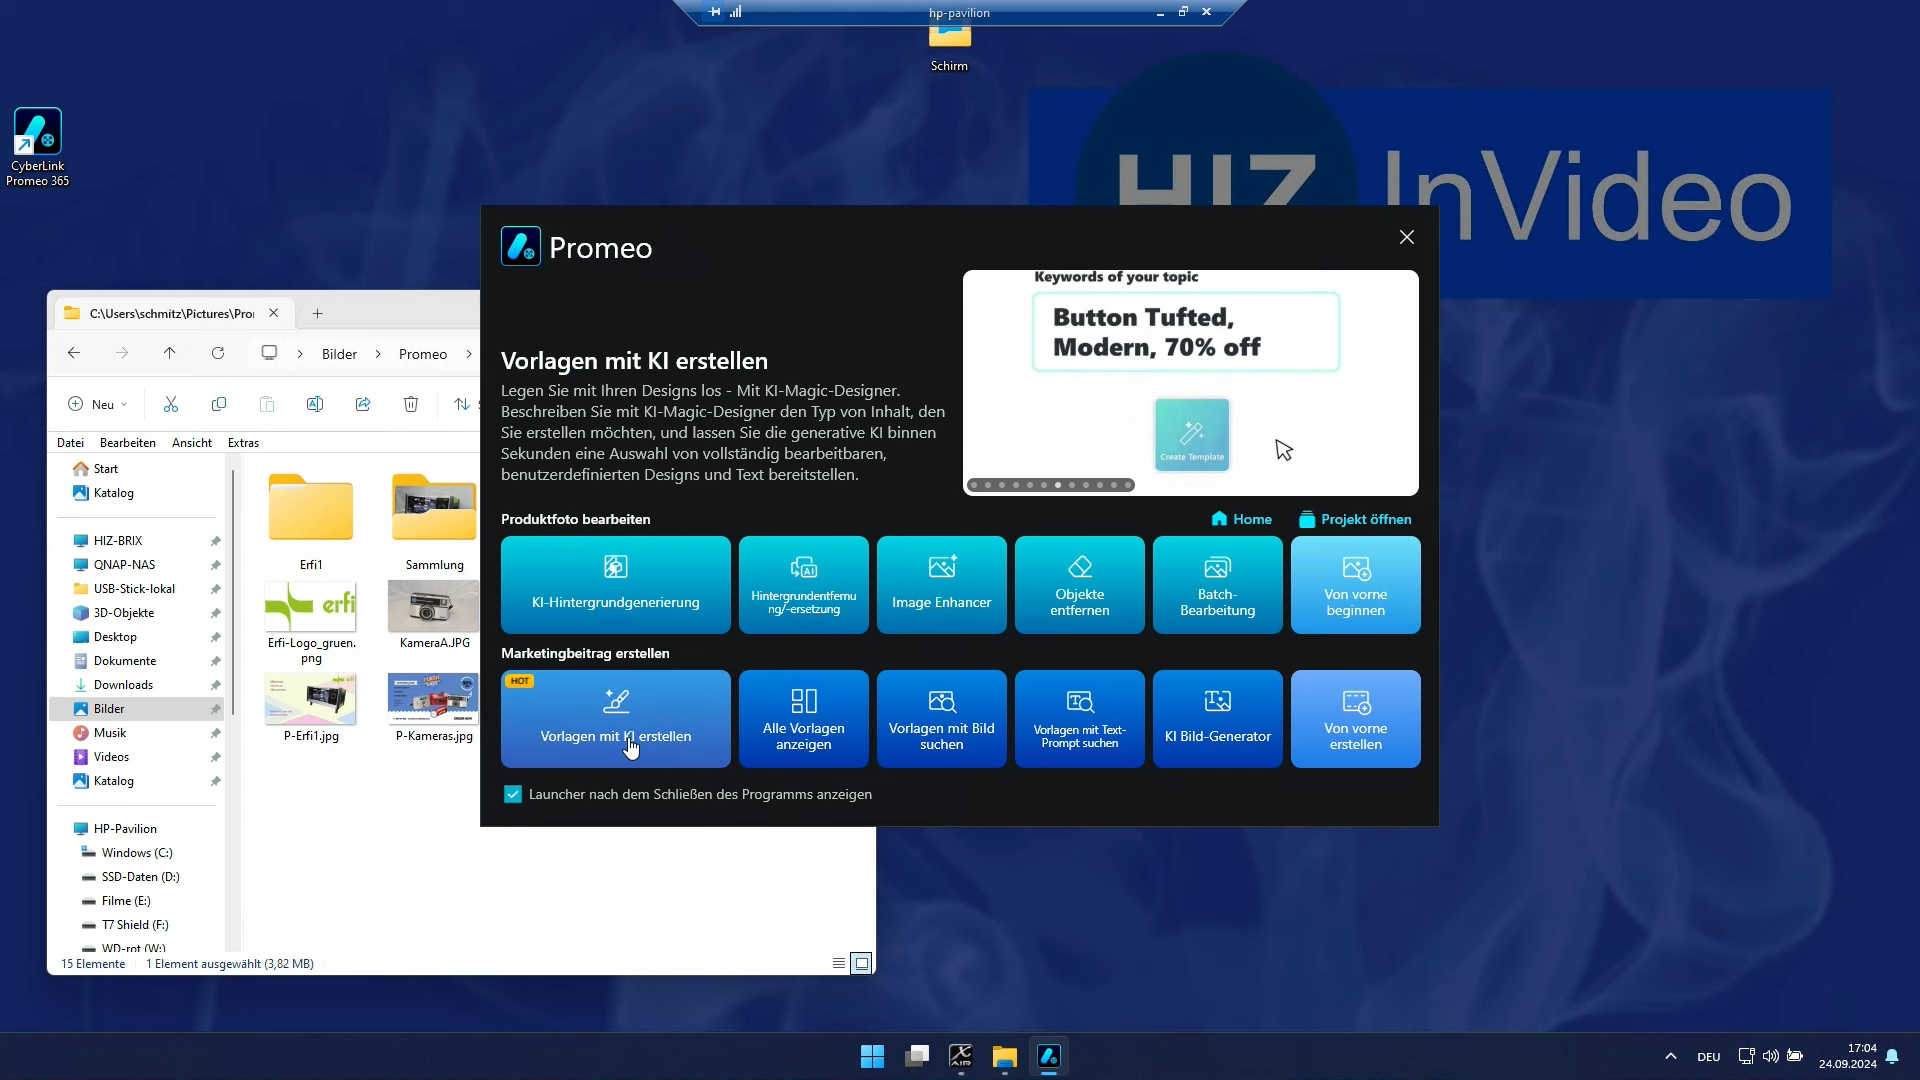 hp-pavilion
Schirm
CyberLink
Promeo 365
HIZ
InVideo
Promeo
Keywords of your topic
Button Tufted,
Modern, 70% off
Create Template
Vorlagen mit KI erstellen
Legen Sie mit Ihren Designs los - Mit KI-Magic-Designer.
Beschreiben Sie mit KI-Magic-Designer den Typ von Inhalt, den
Sie erstellen möchten, und lassen Sie die generative KI binnen
Sekunden eine Auswahl von vollständig bearbeitbaren,
benutzerdefinierten Designs und Text bereitstellen.
Produktfoto bearbeiten
Home
Projekt öffnen
KI-Hintergrundgenerierung
Hintergrundentfernu
ng/-ersetzung
Image Enhancer
Objekte
entfernen
Batch-
Bearbeitung
Von vorne
beginnen
Marketingbeitrag erstellen
HOT
Vorlagen mit KI erstellen
Alle Vorlagen
anzeigen
Vorlagen mit Bild
suchen
Vorlagen mit Text-
Prompt suchen
KI Bild-Generator
Von vorne
erstellen
Launcher nach dem Schließen des Programms anzeigen
C:\Users\schmitz\Pictures\Pro
Bilder
Promeo
Neu
Datei
Bearbeiten
Ansicht
Extras
Start
Katalog
HIZ-BRIX
QNAP-NAS
USB-Stick-lokal
3D-Objekte
Desktop
Dokumente
Downloads
Bilder
Musik
Videos
Katalog
HP-Pavilion
Windows (C:)
SSD-Daten (D:)
Filme (E:)
T7 Shield (F:)
WD-rot (W:)
Erfi1
Sammlung
erfi
Erfi-Logo_gruen.
png
KameraA.JPG
P-Erfi1.jpg
P-Kameras.jpg
15 Elemente
1 Element ausgewählt (3,82 MB)
DEU
17:04
24.09.2024